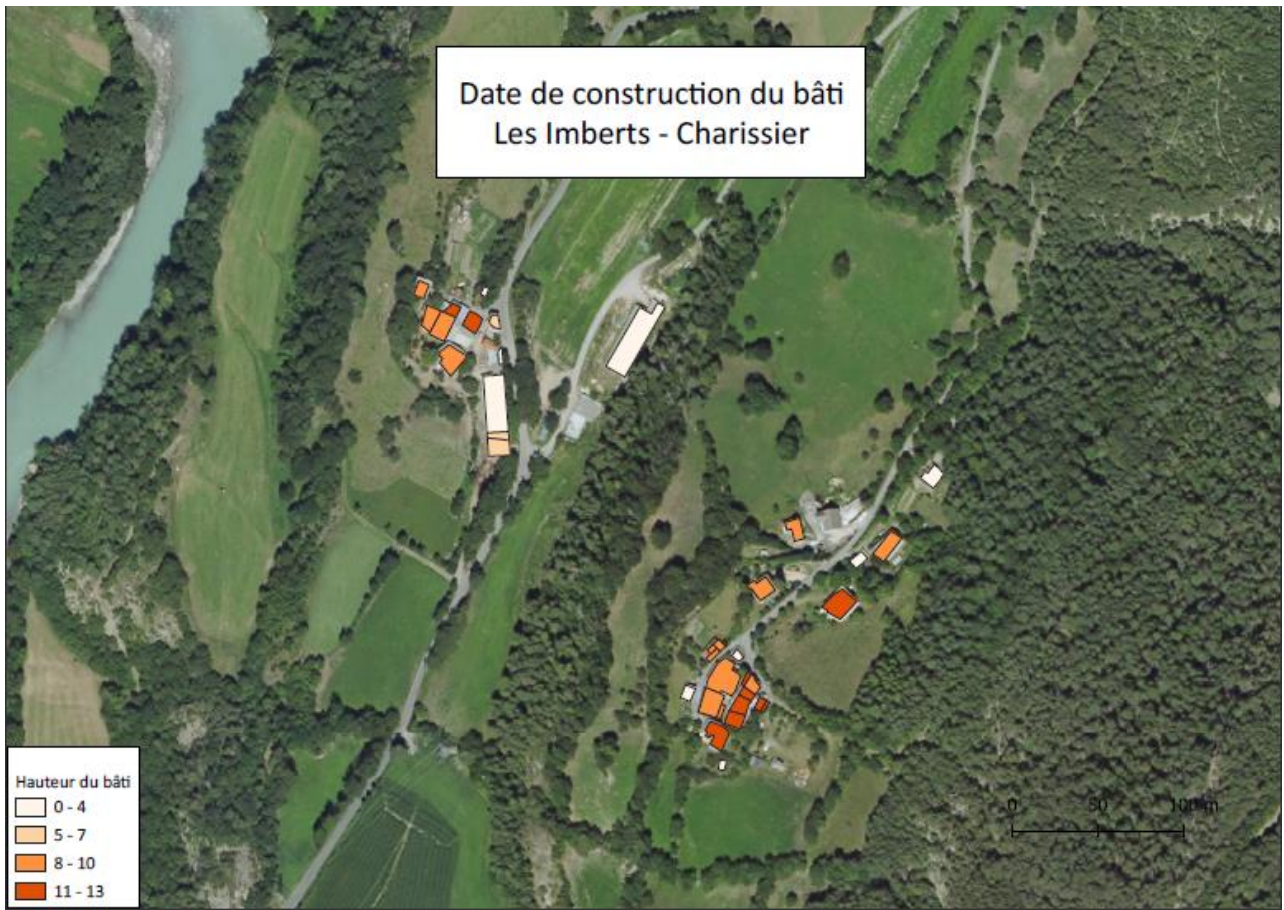 Date de construction du bâti
Les Imberts - Charissier
Hauteur du bâti
0 - 4
5 - 7
8 - 10
11 - 13
0 50 100 m